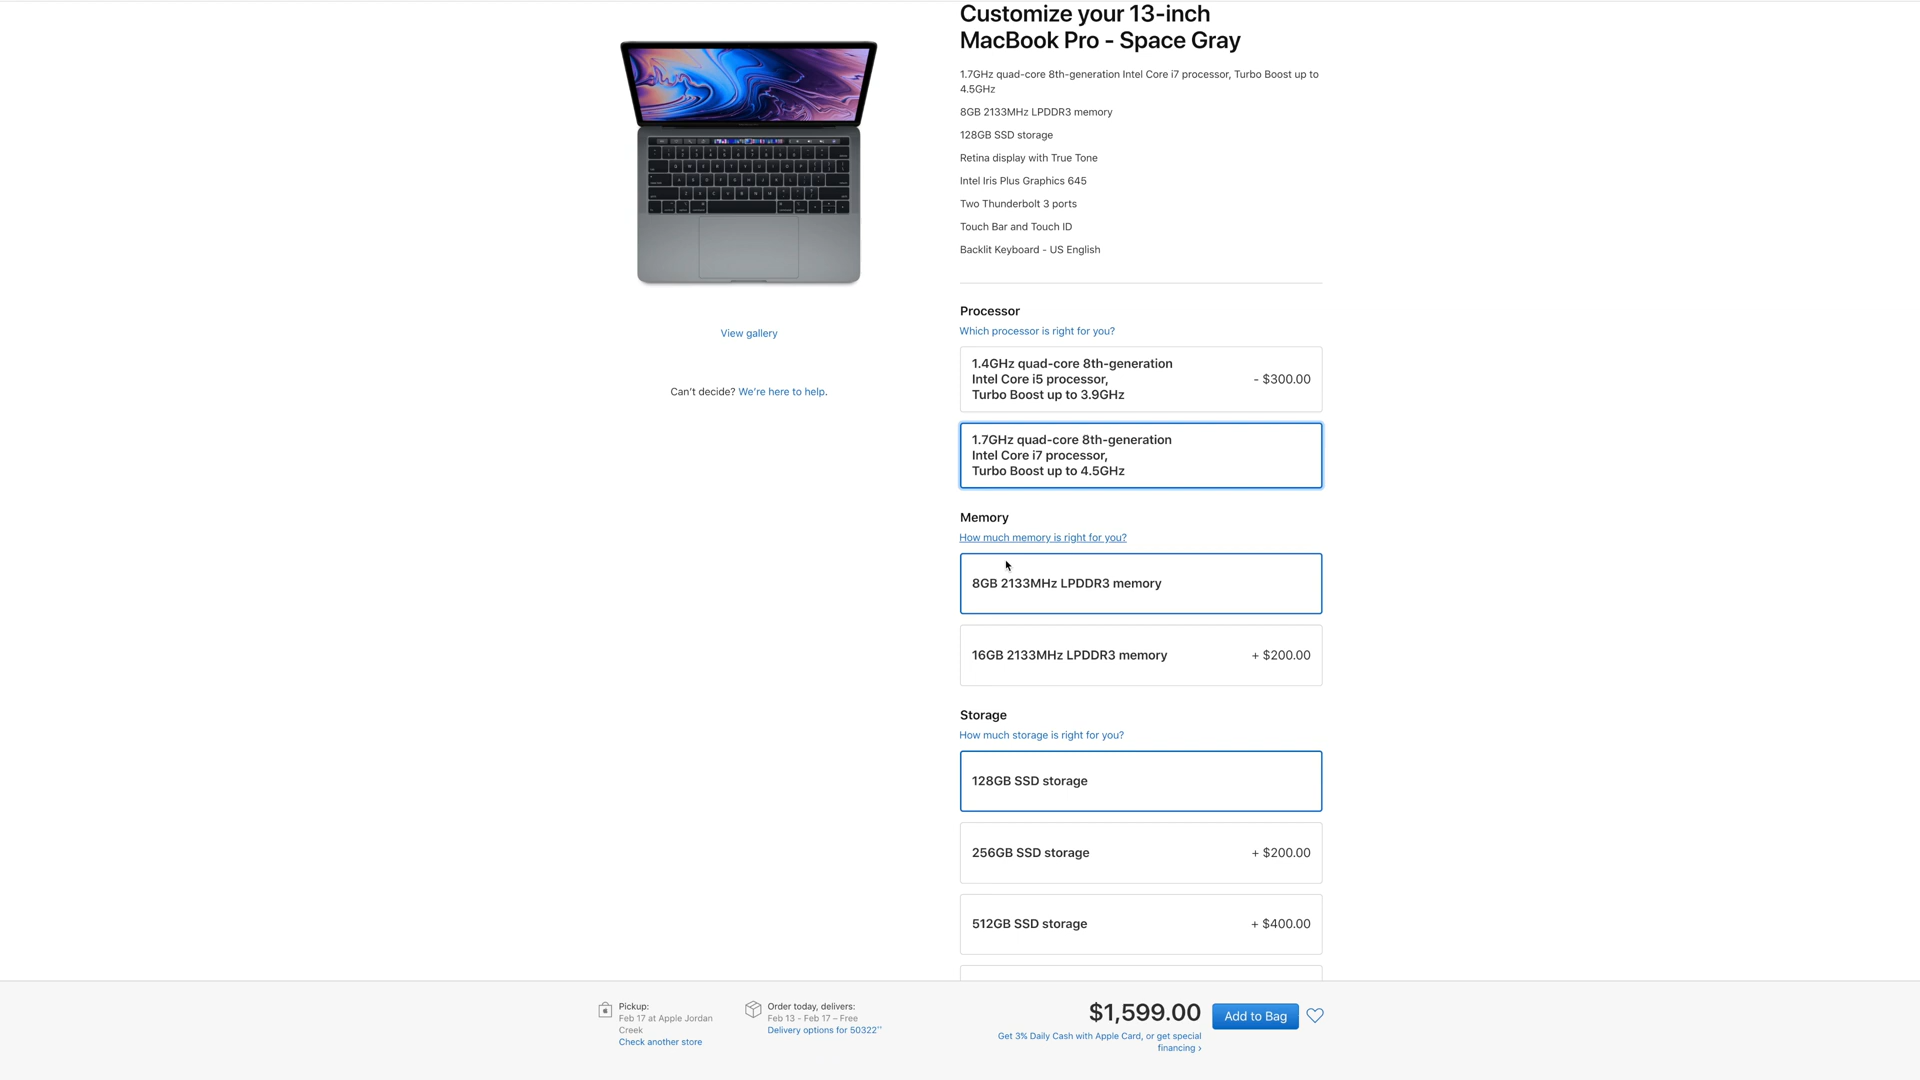 Customize your 13-inch
MacBook Pro - Space Gray
1.7GHz quad-core 8th-generation Intel Core i7 processor, Turbo Boost up to
4.5GHz
8GB 2133MHz LPDDR3 memory
128GB SSD storage
Retina display with True Tone
Intel Iris Plus Graphics 645
Two Thunderbolt 3 ports
Touch Bar and Touch ID
Backlit Keyboard - US English
View gallery
Can't decide? We're here to help.
Processor
Which processor is right for you?
1.4GHz quad-core 8th-generation
Intel Core i5 processor,
Turbo Boost up to 3.9GHz
- $300.00
1.7GHz quad-core 8th-generation
Intel Core i7 processor,
Turbo Boost up to 4.5GHz
Memory
How much memory is right for you?
8GB 2133MHz LPDDR3 memory
16GB 2133MHz LPDDR3 memory
+ $200.00
Storage
How much storage is right for you?
128GB SSD storage
256GB SSD storage
+ $200.00
512GB SSD storage
+ $400.00
Pickup:
Feb 17 at Apple Jordan
Creek
Check another store
Order today, delivers:
Feb 13 - Feb 17 – Free
Delivery options for 50322
$1,599.00
Get 3% Daily Cash with Apple Card, or get special
financing ›
Add to Bag